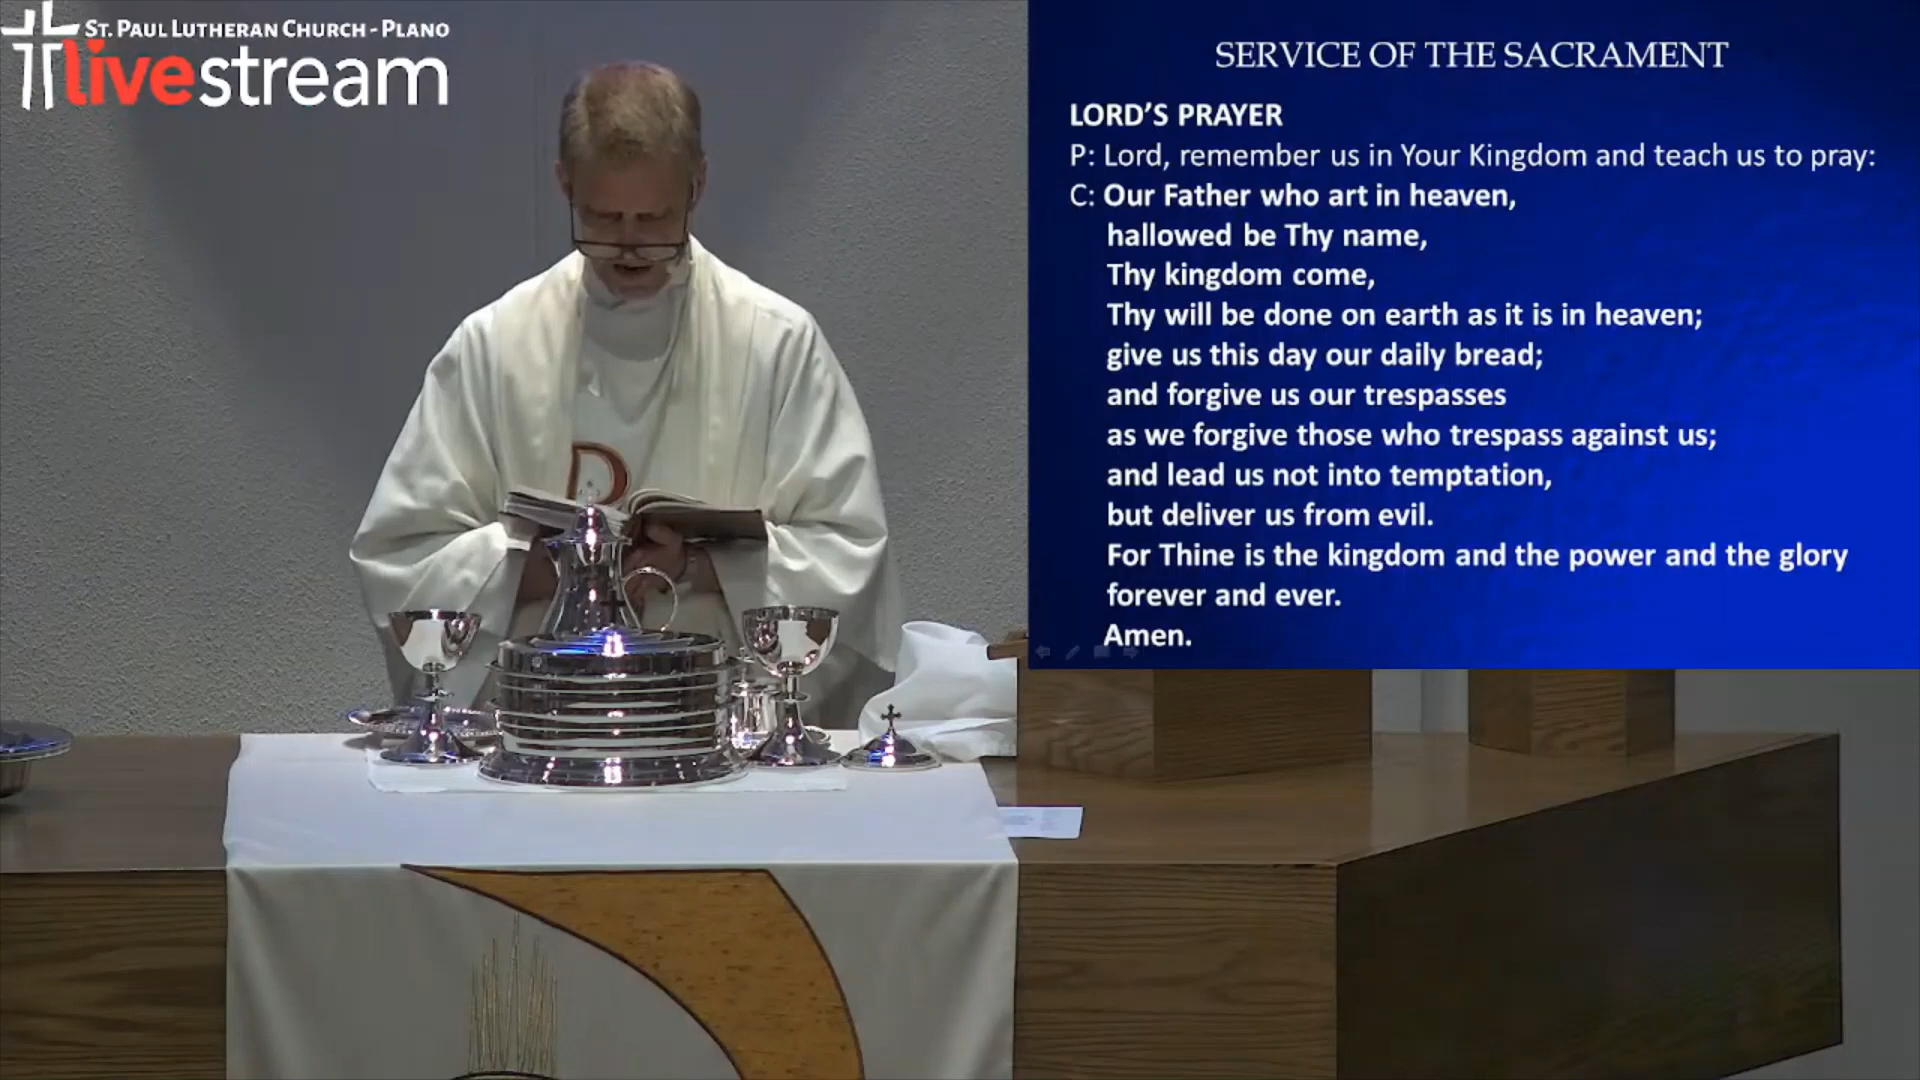 St. Paul Lutheran Church - Plano
livestream
SERVICE OF THE SACRAMENT
LORD'S PRAYER
P: Lord, remember us in Your Kingdom and teach us to pray:
C: Our Father who art in heaven,
hallowed be Thy name,
Thy kingdom come,
Thy will be done on earth as it is in heaven;
give us this day our daily bread;
and forgive us our trespasses
as we forgive those who trespass against us;
and lead us not into temptation,
but deliver us from evil.
For Thine is the kingdom and the power and the glory
forever and ever.
Amen.